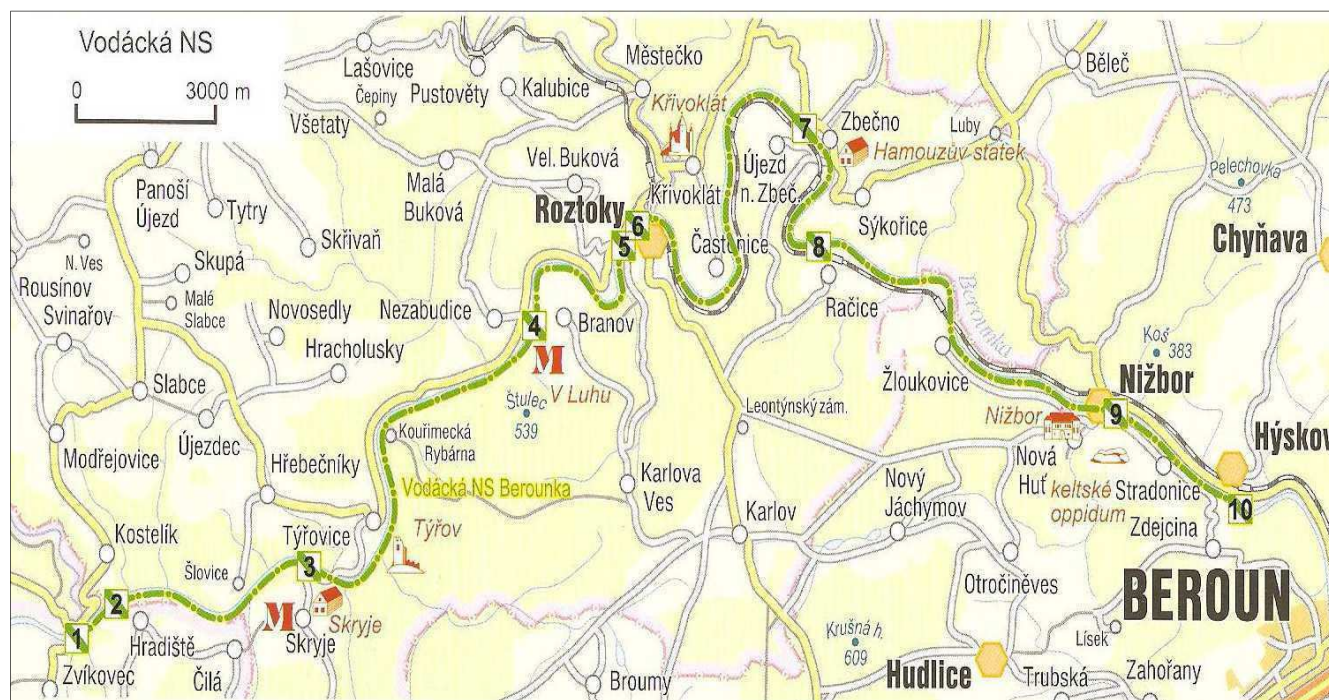 Vodácká NS
0 3000 m
Lašovice
Čepiny
Pustověty
Kalubice
Městečko
Všetaty
Křivoklát
Běleč
Luby
7
Zbečno
Hamouzův statek
Újezd
n. Zbeč.
Pelechovka
473
Panoší
Újezd
Tytry
Malá
Buková
Vel. Buková
Křivoklát
Roztoky
6
5
Sýkořice
Chyňava
Skřivaň
Častonice
8
N. Ves
Skupá
Rousínov
Malé
Slabce
Svinařov
Novosedly
Nezabudice
4
Branov
Račice
Berounka
Hracholusky
M
V Luhu
Koš 383
Žloukovice
Nižbor
Slabce
Štulec
539
Leontýnský zám.
Nižbor
9
Újezdec
Kouřimecká
Rybárna
Hýskov
Modřejovice
Hřebečníky
Karlova
Ves
Nová
Huť
keltské
oppidum
Stradonice
Vodácká NS Berounka
Nový
Jáchymov
10
Zdejcina
Kostelík
Týřovice
Týřov
Karlov
3
Šlovice
Otročiněves
BEROUN
2
M
Skryje
Skryje
1
Hradiště
Lísek
Krušná h.
609
Zvíkovec
Čilá
Broumy
Hudlice
Trubská
Zahořany